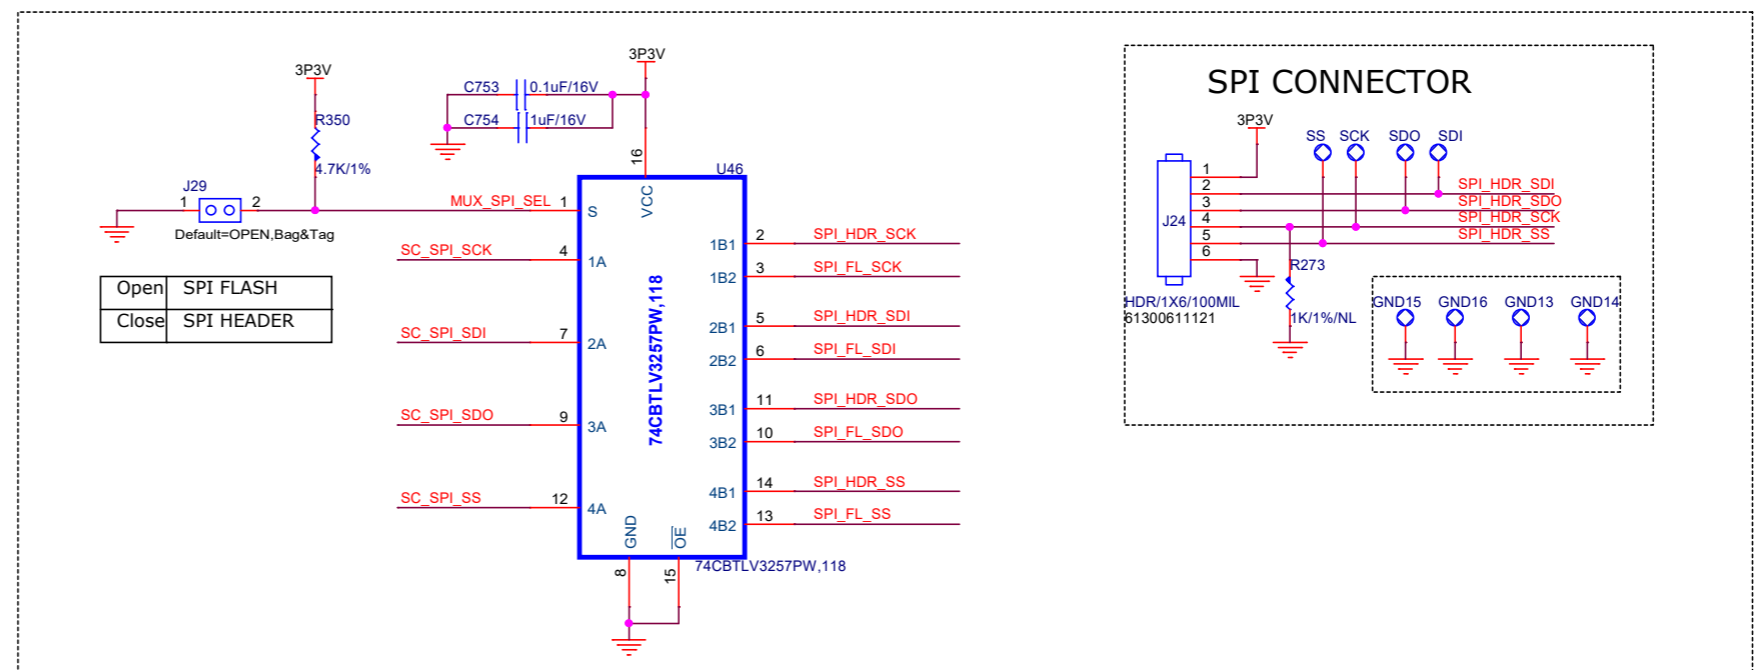 3P3V
R350
4.7K/1%
J29
1
2
Default=OPEN,Bag&Tag
MUX_SPI_SEL
Open SPI FLASH
Close SPI HEADER
C753 0.1uF/16V
C754 1uF/16V
3P3V
16
U46
VCC
1 S
SC_SPI_SCK 4 1A
SC_SPI_SDI 7 2A
SC_SPI_SDO 9 3A
SC_SPI_SS 12 4A
74CBTLV3257PW,118
1B1 2 SPI_HDR_SCK
1B2 3 SPI_FL_SCK
2B1 5 SPI_HDR_SDI
2B2 6 SPI_FL_SDI
3B1 11 SPI_HDR_SDO
3B2 10 SPI_FL_SDO
4B1 14 SPI_HDR_SS
4B2 13 SPI_FL_SS
GND
OE
8
15
74CBTLV3257PW,118
SPI CONNECTOR
3P3V
SS SCK SDO SDI
J24
1
2 SPI_HDR_SDI
3 SPI_HDR_SDO
4 SPI_HDR_SCK
5 SPI_HDR_SS
6
R273
1K/1%/NL
HDR/1X6/100MIL
61300611121
GND15 GND16 GND13 GND14